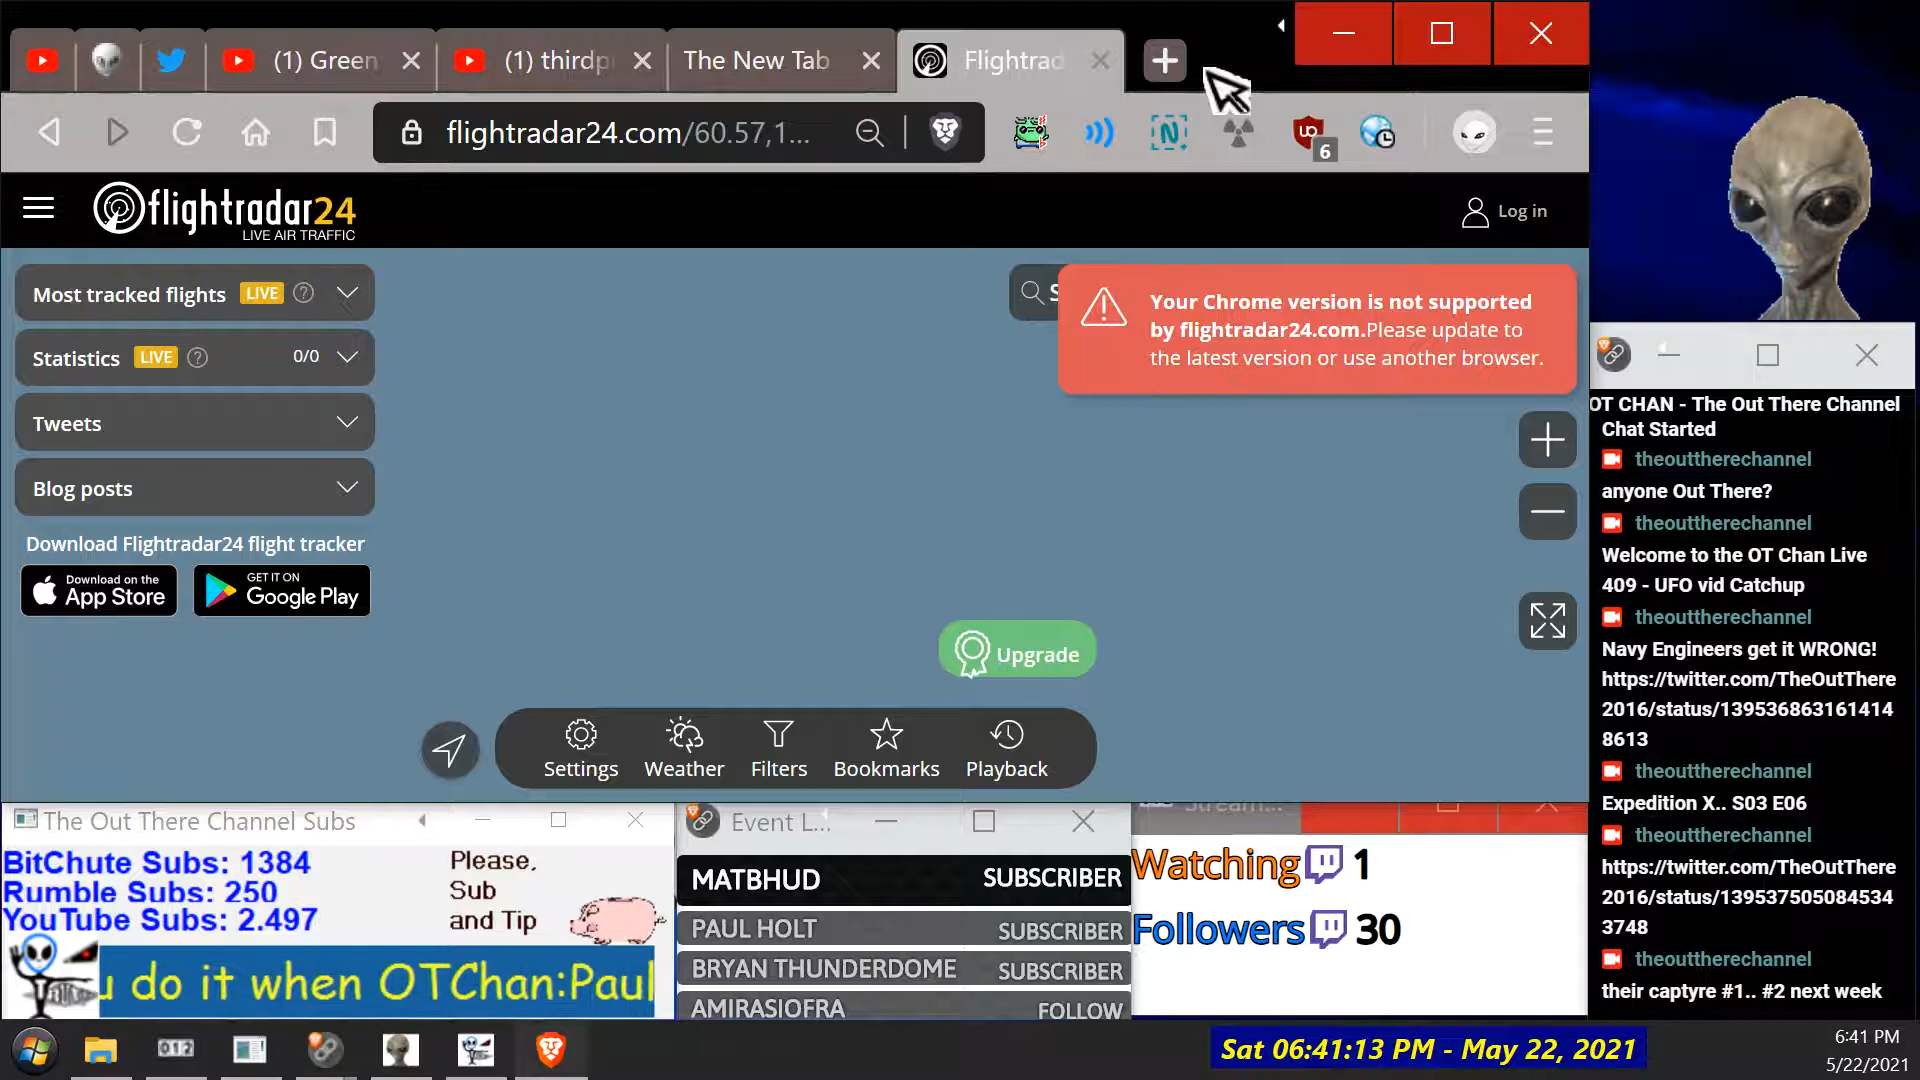 (1) Green
(1) thirdp
The New Tab
Flightrad
flightradar24.com/60.57,1...
6
flightradar24
LIVE AIR TRAFFIC
Log in
Most tracked flights LIVE ?
Statistics LIVE ? 0/0
Tweets
Blog posts
Download Flightradar24 flight tracker
Download on the
App Store
GET IT ON
Google Play
S
Your Chrome version is not supported
by flightradar24.com.Please update to
the latest version or use another browser.
Upgrade
Settings
Weather
Filters
Bookmarks
Playback
OT CHAN - The Out There Channel
Chat Started
theouttherechannel
anyone Out There?
theouttherechannel
Welcome to the OT Chan Live
409 - UFO vid Catchup
theouttherechannel
Navy Engineers get it WRONG!
https://twitter.com/TheOutThere
2016/status/139536863161414
8613
theouttherechannel
Expedition X.. S03 E06
theouttherechannel
https://twitter.com/TheOutThere
2016/status/139537505084534
3748
theouttherechannel
their captyre #1.. #2 next week
The Out There Channel Subs
BitChute Subs: 1384
Rumble Subs: 250
YouTube Subs: 2.497
Please,
Sub
and Tip
u do it when OTChan:Paul
Event L...
MATBHUD SUBSCRIBER
PAUL HOLT SUBSCRIBER
BRYAN THUNDERDOME SUBSCRIBER
AMIRASIOFRA FOLLOW
Watching 1
Followers 30
012
Sat 06:41:13 PM - May 22, 2021
6:41 PM
5/22/2021